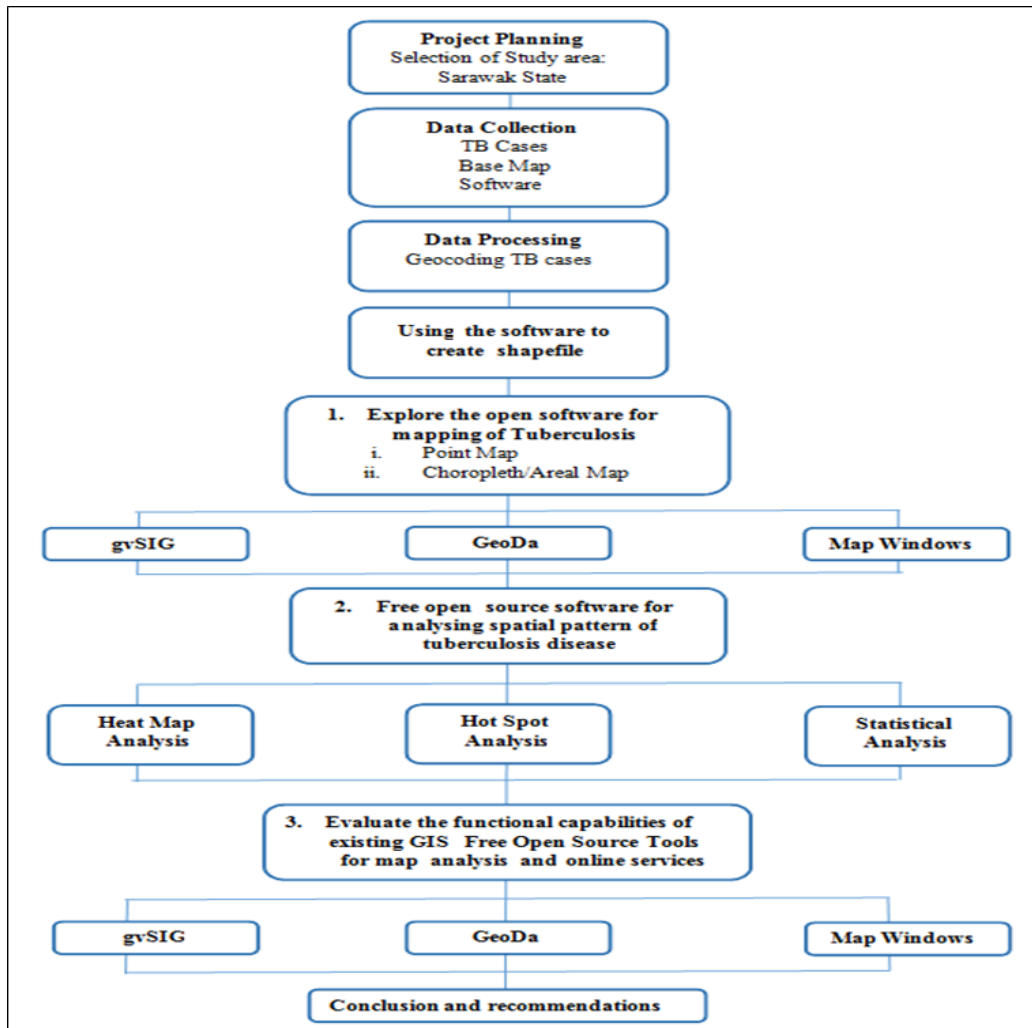 Project Planning
Selection of Study area:
Sarawak State
Data Collection
TB Cases
Base Map
Software
Data Processing
Geocoding TB cases
Using the software to
create shapefile
1. Explore the open software for
mapping of Tuberculosis
i. Point Map
ii. Choropleth/Areal Map
gvSIG
GeoDa
Map Windows
2. Free open source software for
analysing spatial pattern of
tuberculosis disease
Heat Map
Analysis
Hot Spot
Analysis
Statistical
Analysis
3. Evaluate the functional capabilities of
existing GIS Free Open Source Tools
for map analysis and online services
gvSIG
GeoDa
Map Windows
Conclusion and recommendations